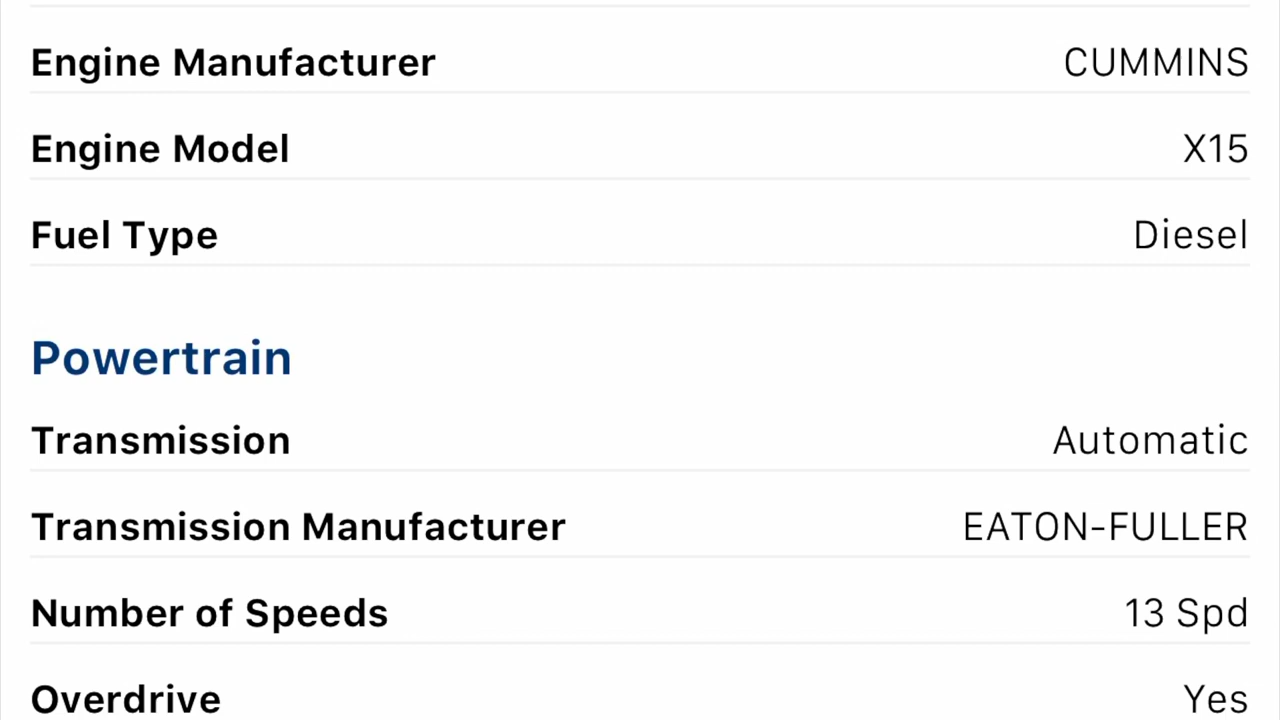 Engine Manufacturer CUMMINS
Engine Model X15
Fuel Type Diesel
Powertrain
Transmission Automatic
Transmission Manufacturer EATON-FULLER
Number of Speeds 13 Spd
Overdrive Yes